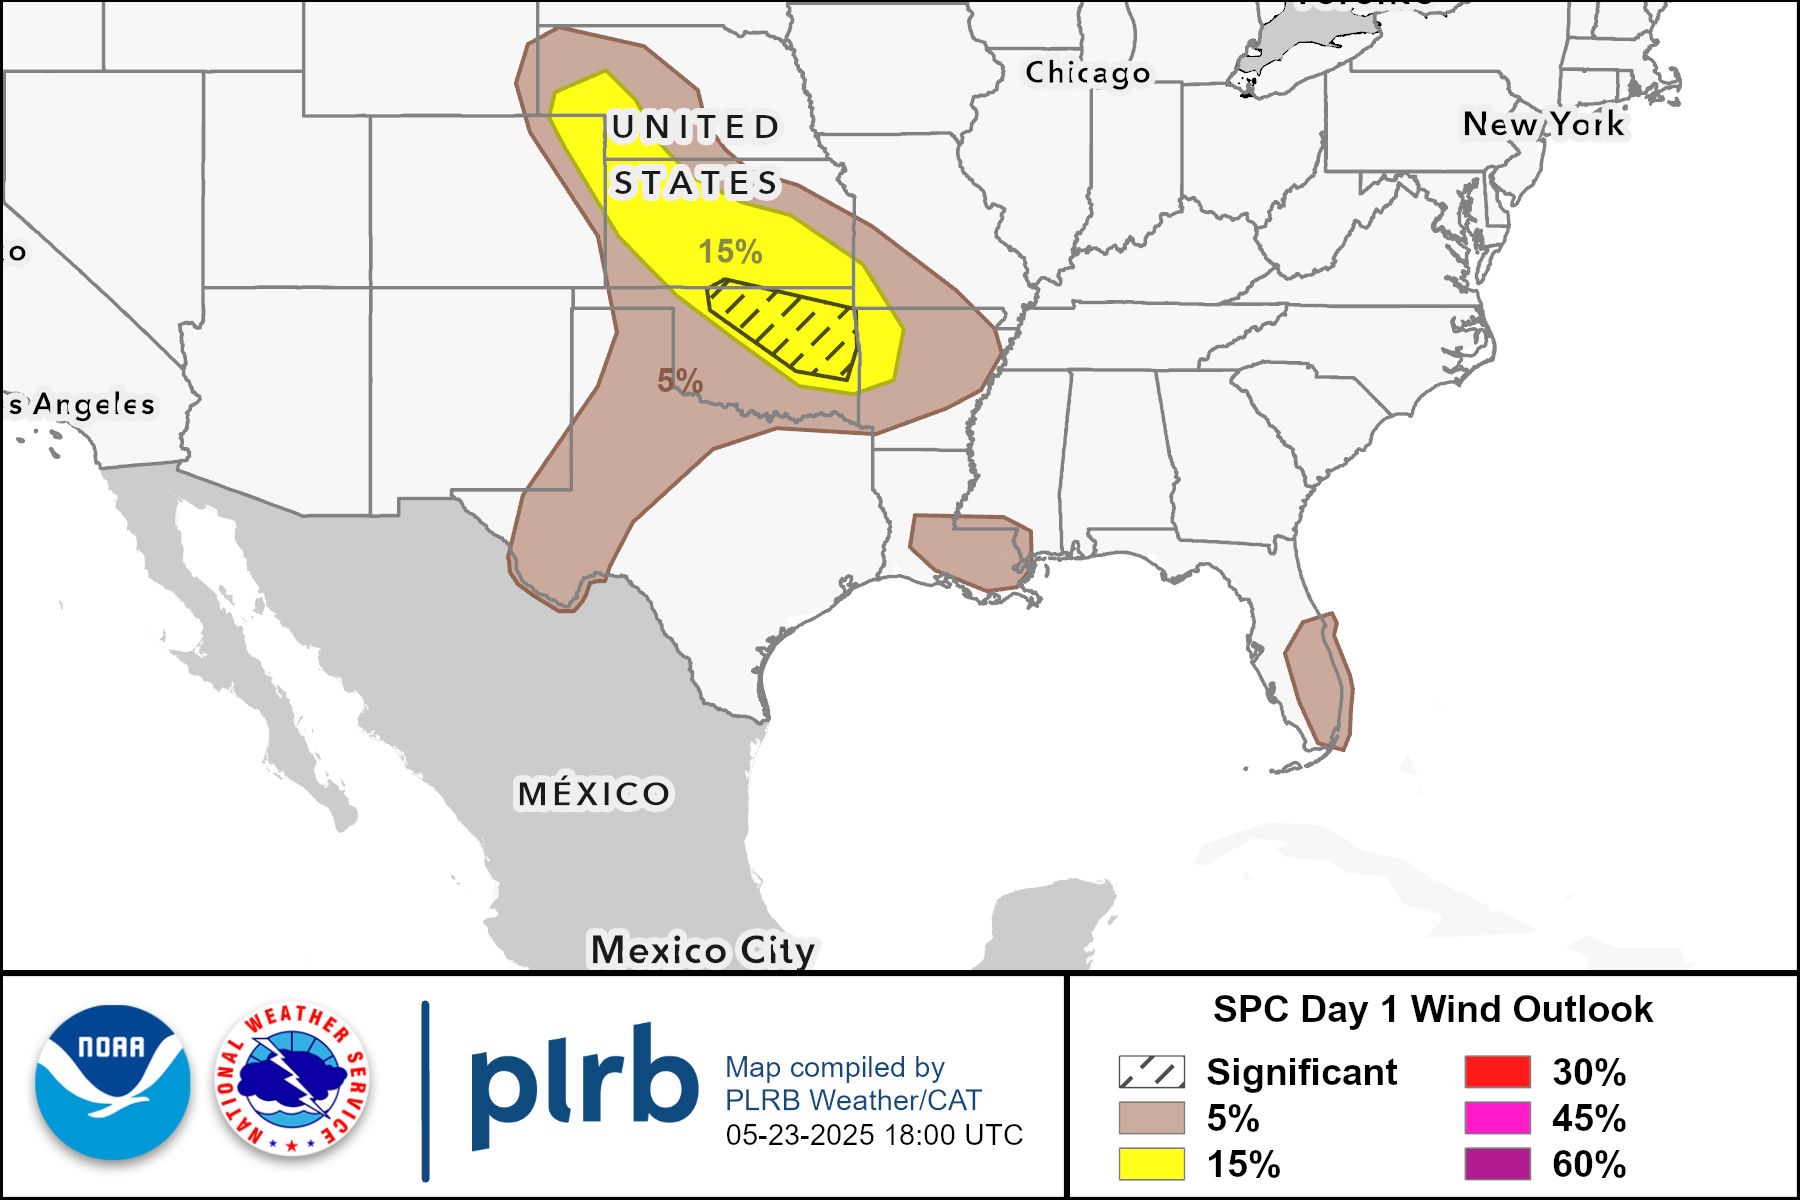 Chicago
New York
UNITED
STATES
15%
5%
s Angeles
MÉXICO
Mexico City
NOAA
NATIONAL WEATHER SERVICE
plrb
Map compiled by
PLRB Weather/CAT
05-23-2025 18:00 UTC
SPC Day 1 Wind Outlook
Significant
5%
15%
30%
45%
60%